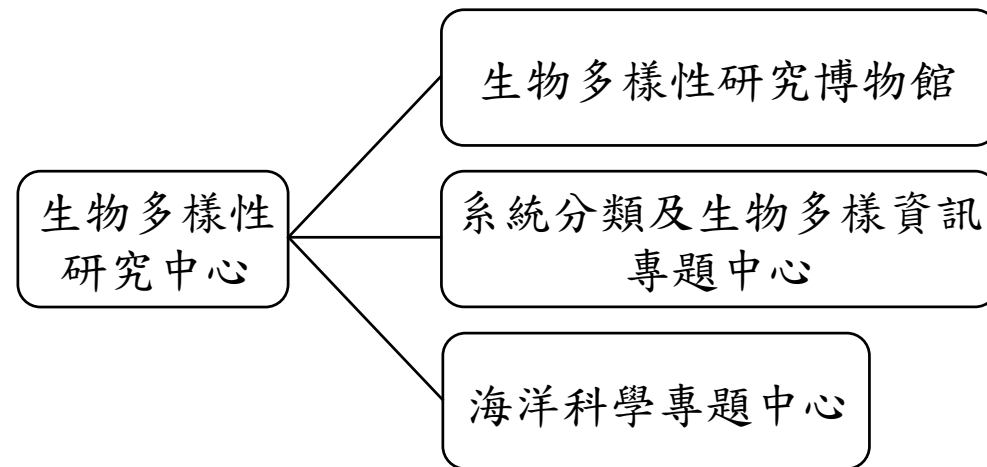 生物多樣性研究博物館
生物多樣性
研究中心
系統分類及生物多樣資訊
專題中心
海洋科學專題中心